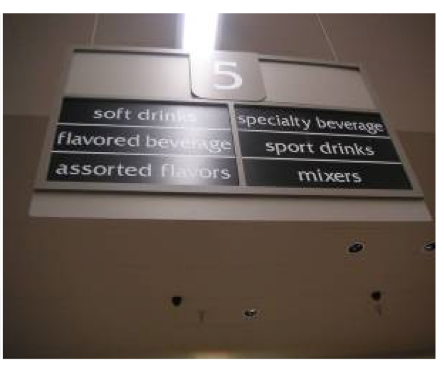 5
soft drinks
flavored beverage
assorted flavors
specialty beverage
sport drinks
mixers